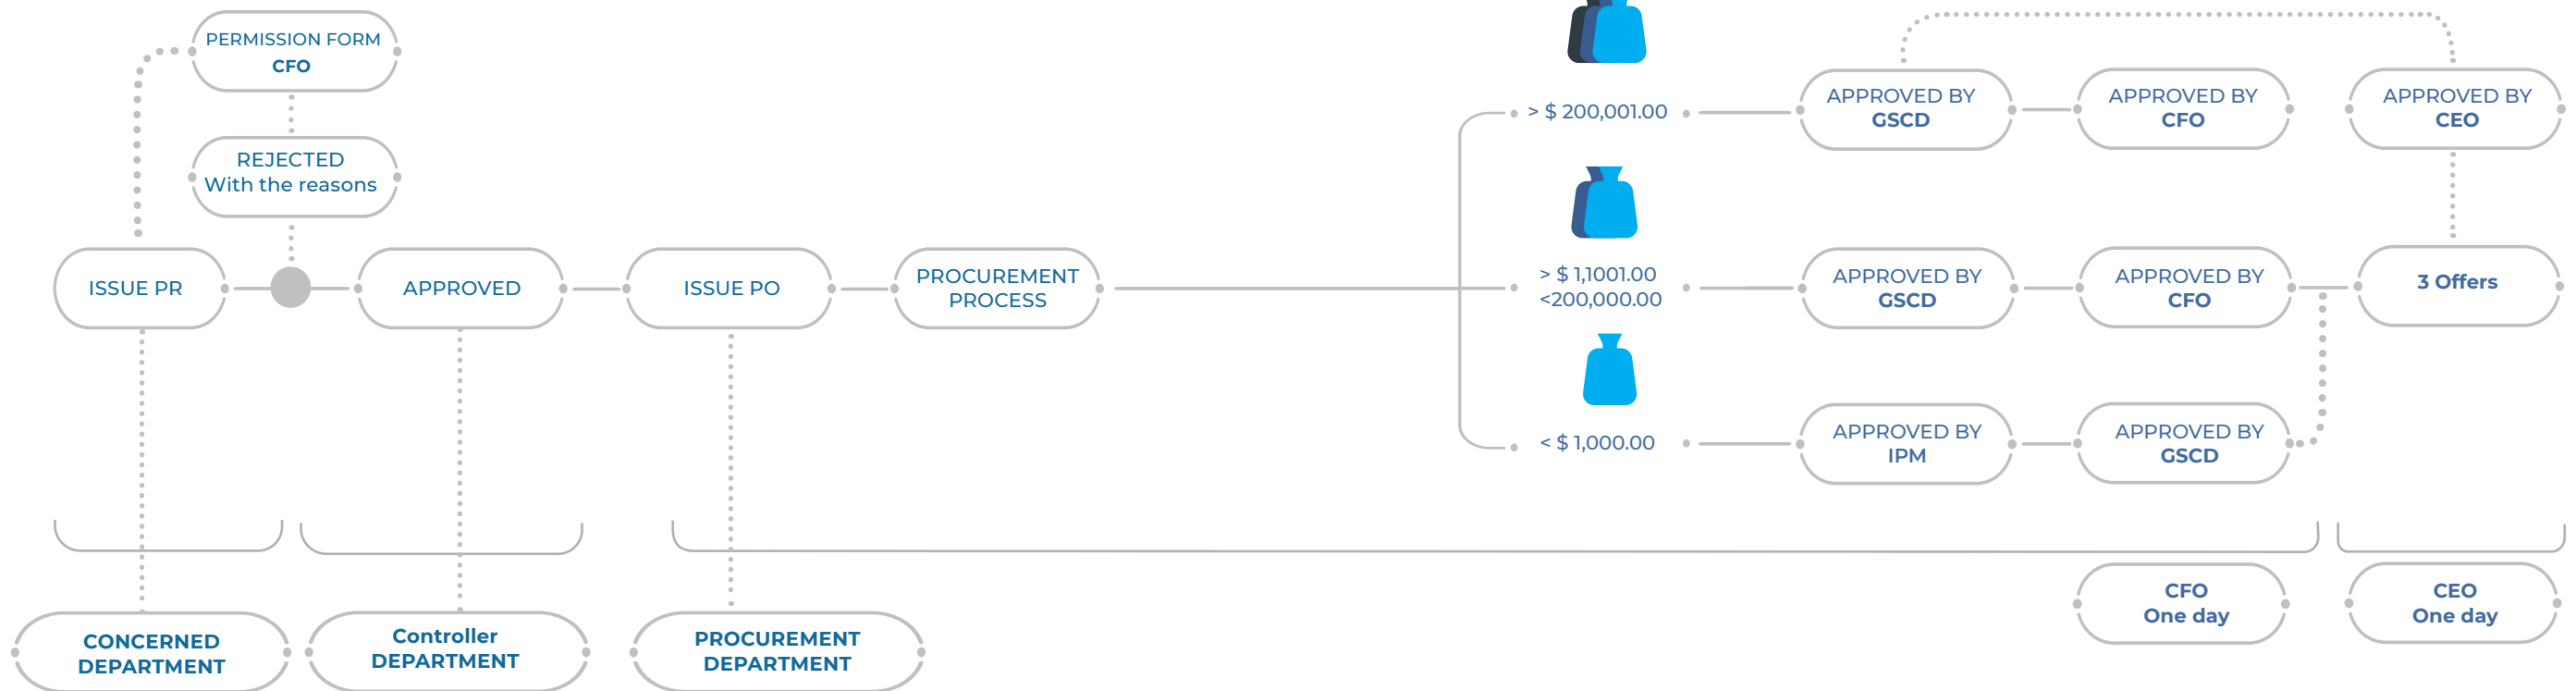 PERMISSION FORM
CFO
REJECTED
With the reasons
ISSUE PR
APPROVED
ISSUE PO
PROCUREMENT
PROCESS
> $ 200,001.00
APPROVED BY
GSCD
APPROVED BY
CFO
APPROVED BY
CEO
> $ 1,1001.00
<200,000.00
APPROVED BY
GSCD
APPROVED BY
CFO
3 Offers
< $ 1,000.00
APPROVED BY
IPM
APPROVED BY
GSCD
CONCERNED
DEPARTMENT
Controller
DEPARTMENT
PROCUREMENT
DEPARTMENT
CFO
One day
CEO
One day